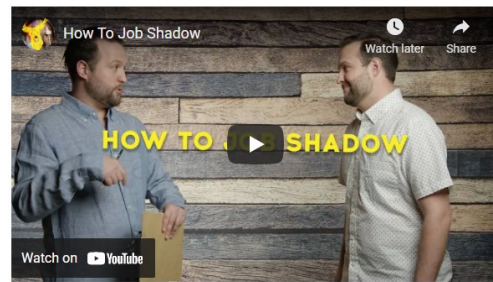 How To Job Shadow
Watch later
Share
HOW TO JOB SHADOW
Watch on YouTube